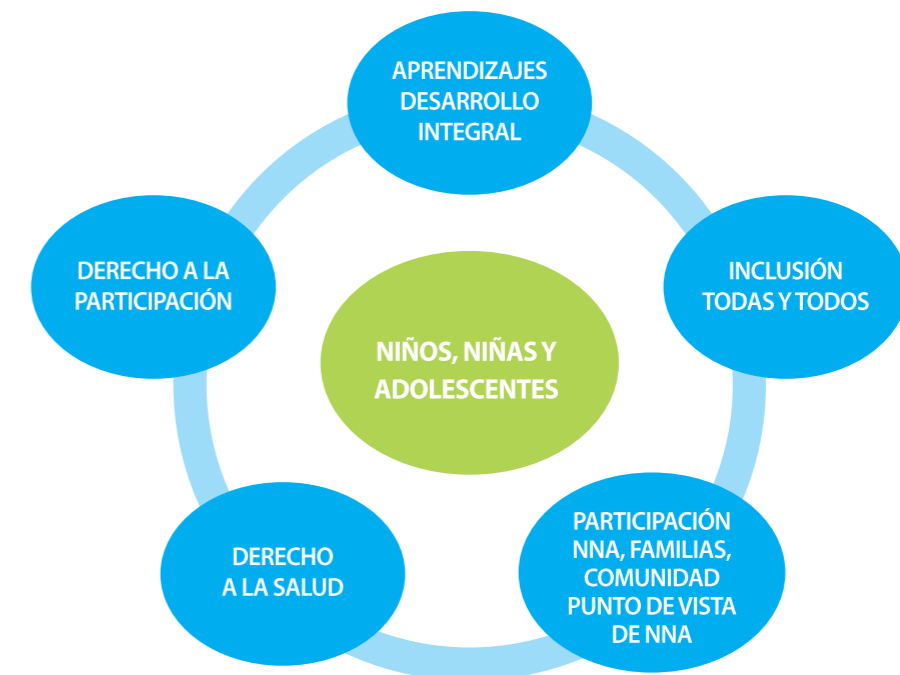 APRENDIZAJES
DESARROLLO
INTEGRAL
DERECHO A LA
PARTICIPACIÓN
INCLUSIÓN
TODAS Y TODOS
NIÑOS, NIÑAS Y
ADOLESCENTES
DERECHO
A LA SALUD
PARTICIPACIÓN
NNA, FAMILIAS,
COMUNIDAD
PUNTO DE VISTA
DE NNA